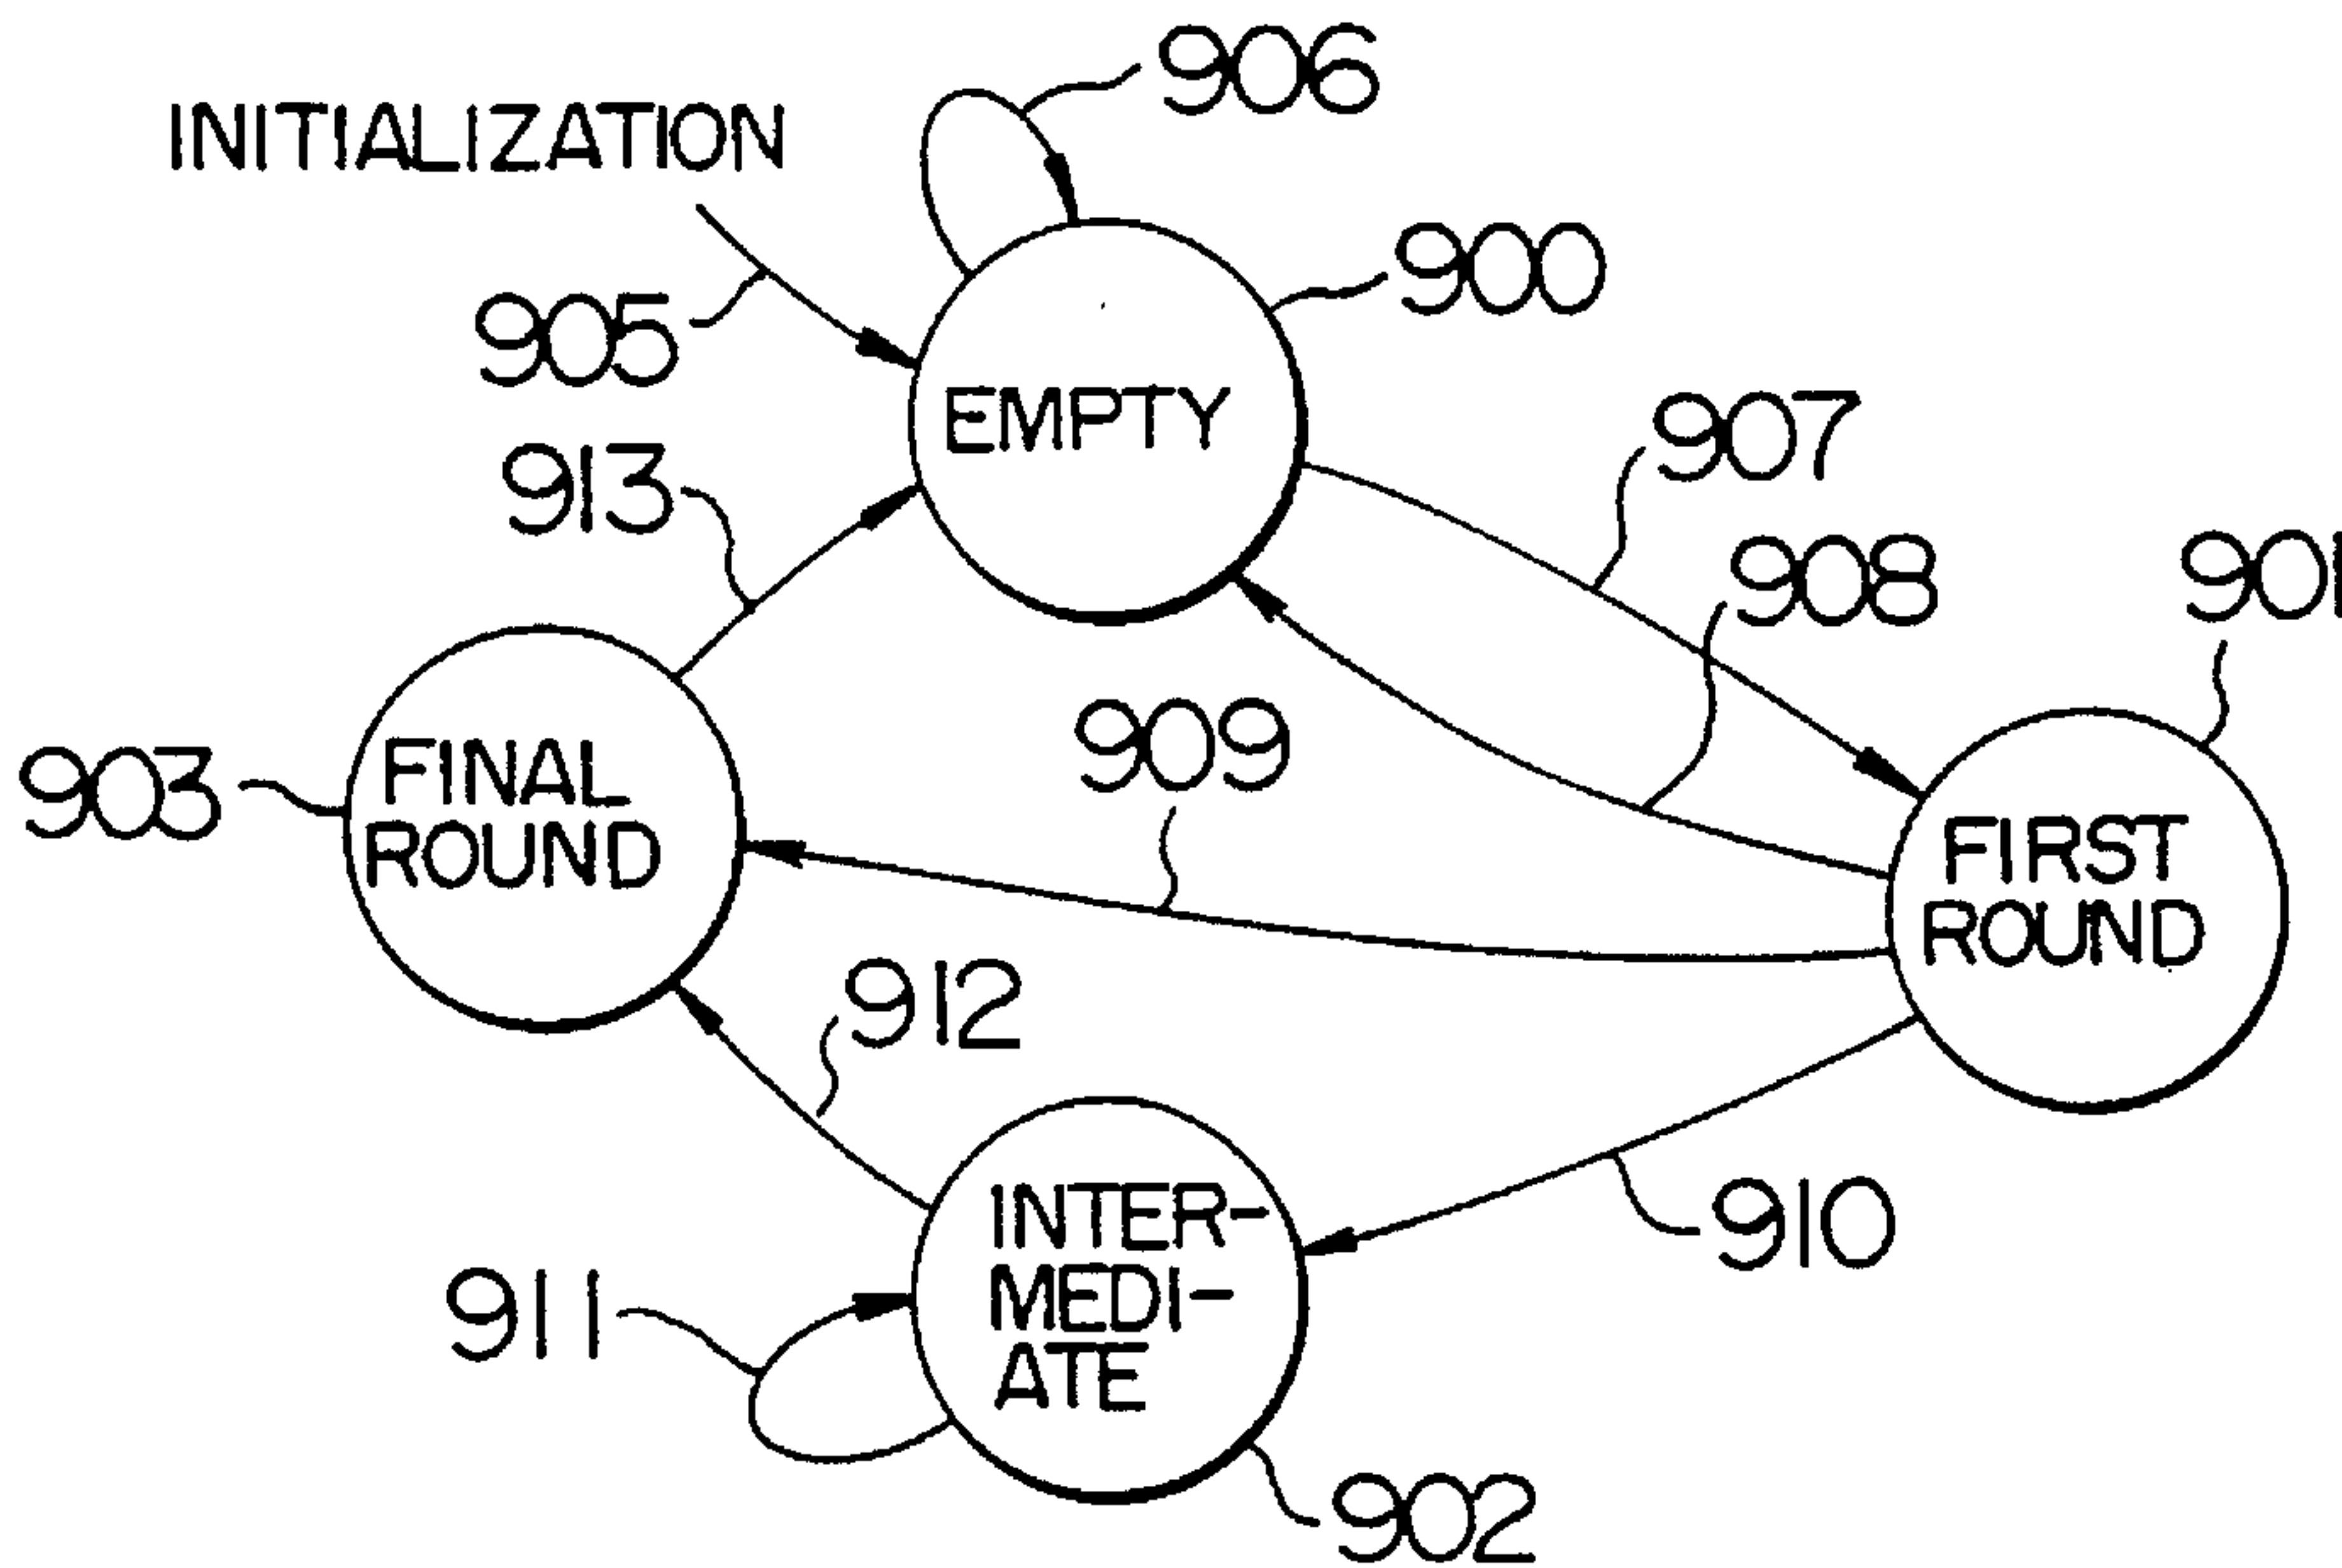 906
INITIALIZATION
900
905
EMPTY
907
913
908
901
909
903
FINAL
ROUND
FIRST
ROUND
912
910
INTER-
MEDI-
ATE
911
902